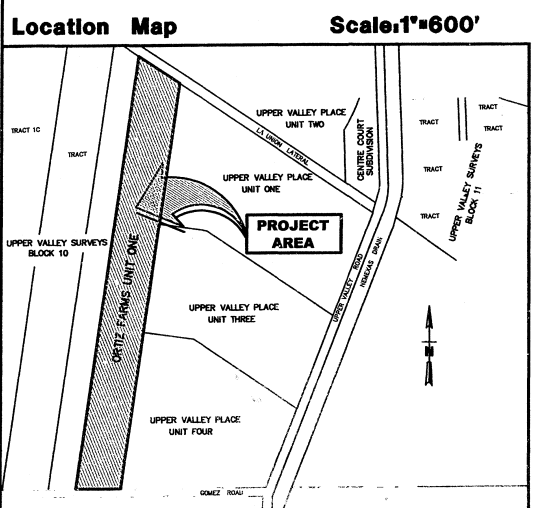 Location Map
Scale:1"=600'
UPPER VALLEY PLACE
UNIT TWO
LA UNION LATERAL
CENTRE COURT
SUBDIVISION
TRACT
TRACT
TRACT
TRACT 1C
TRACT
TRACT
UPPER VALLEY PLACE
UNIT ONE
TRACT
UPPER VALLEY SURVEYS
BLOCK 11
PROJECT
AREA
UPPER VALLEY SURVEYS
BLOCK 10
ORTIZ FARMS UNIT ONE
UPPER VALLEY ROAD
NEMEXAS DRAIN
UPPER VALLEY PLACE
UNIT THREE
N
UPPER VALLEY PLACE
UNIT FOUR
GOMEZ ROAD